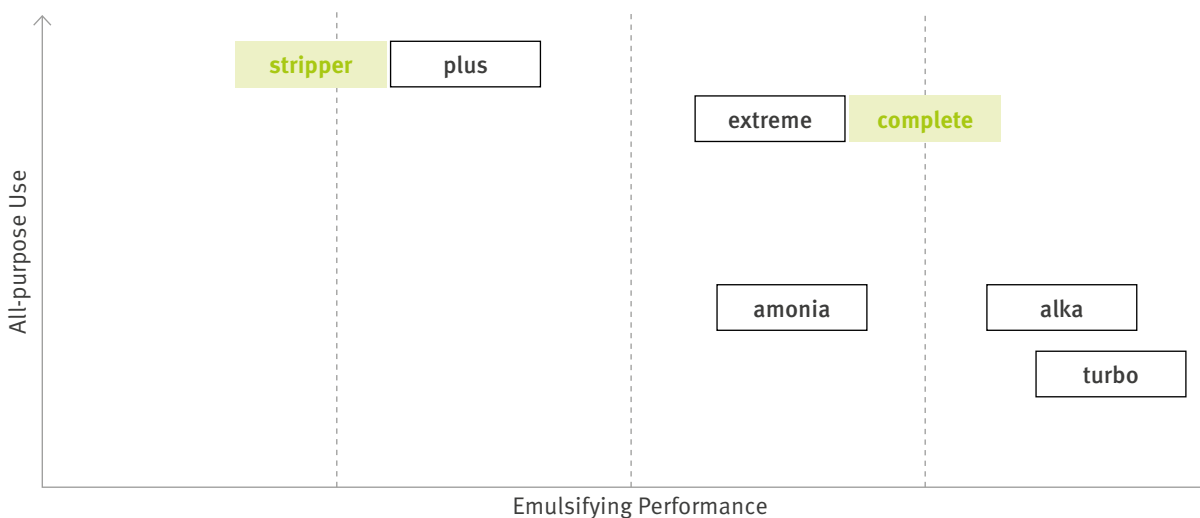 stripper
plus
extreme
complete
All-purpose Use
amonia
alka
turbo
Emulsifying Performance